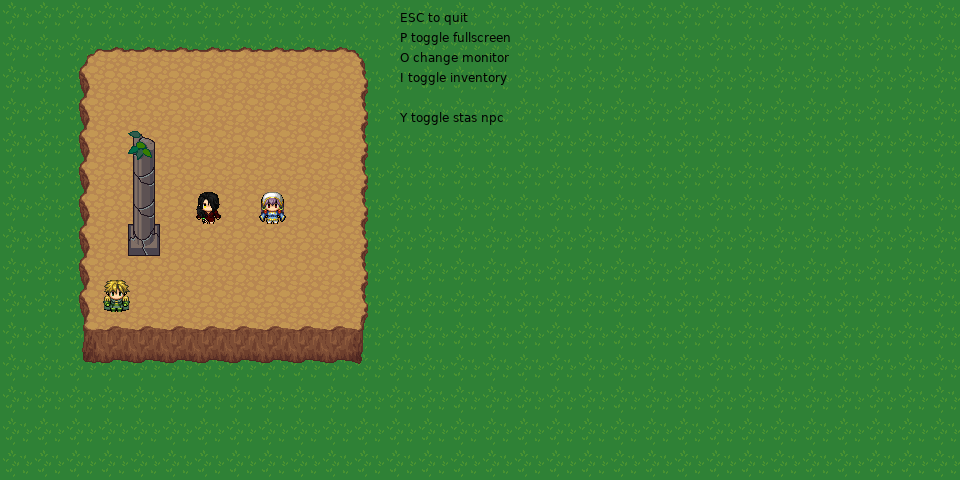 ESC to quit
P toggle fullscreen
O change monitor
I toggle inventory
Y toggle stas npc